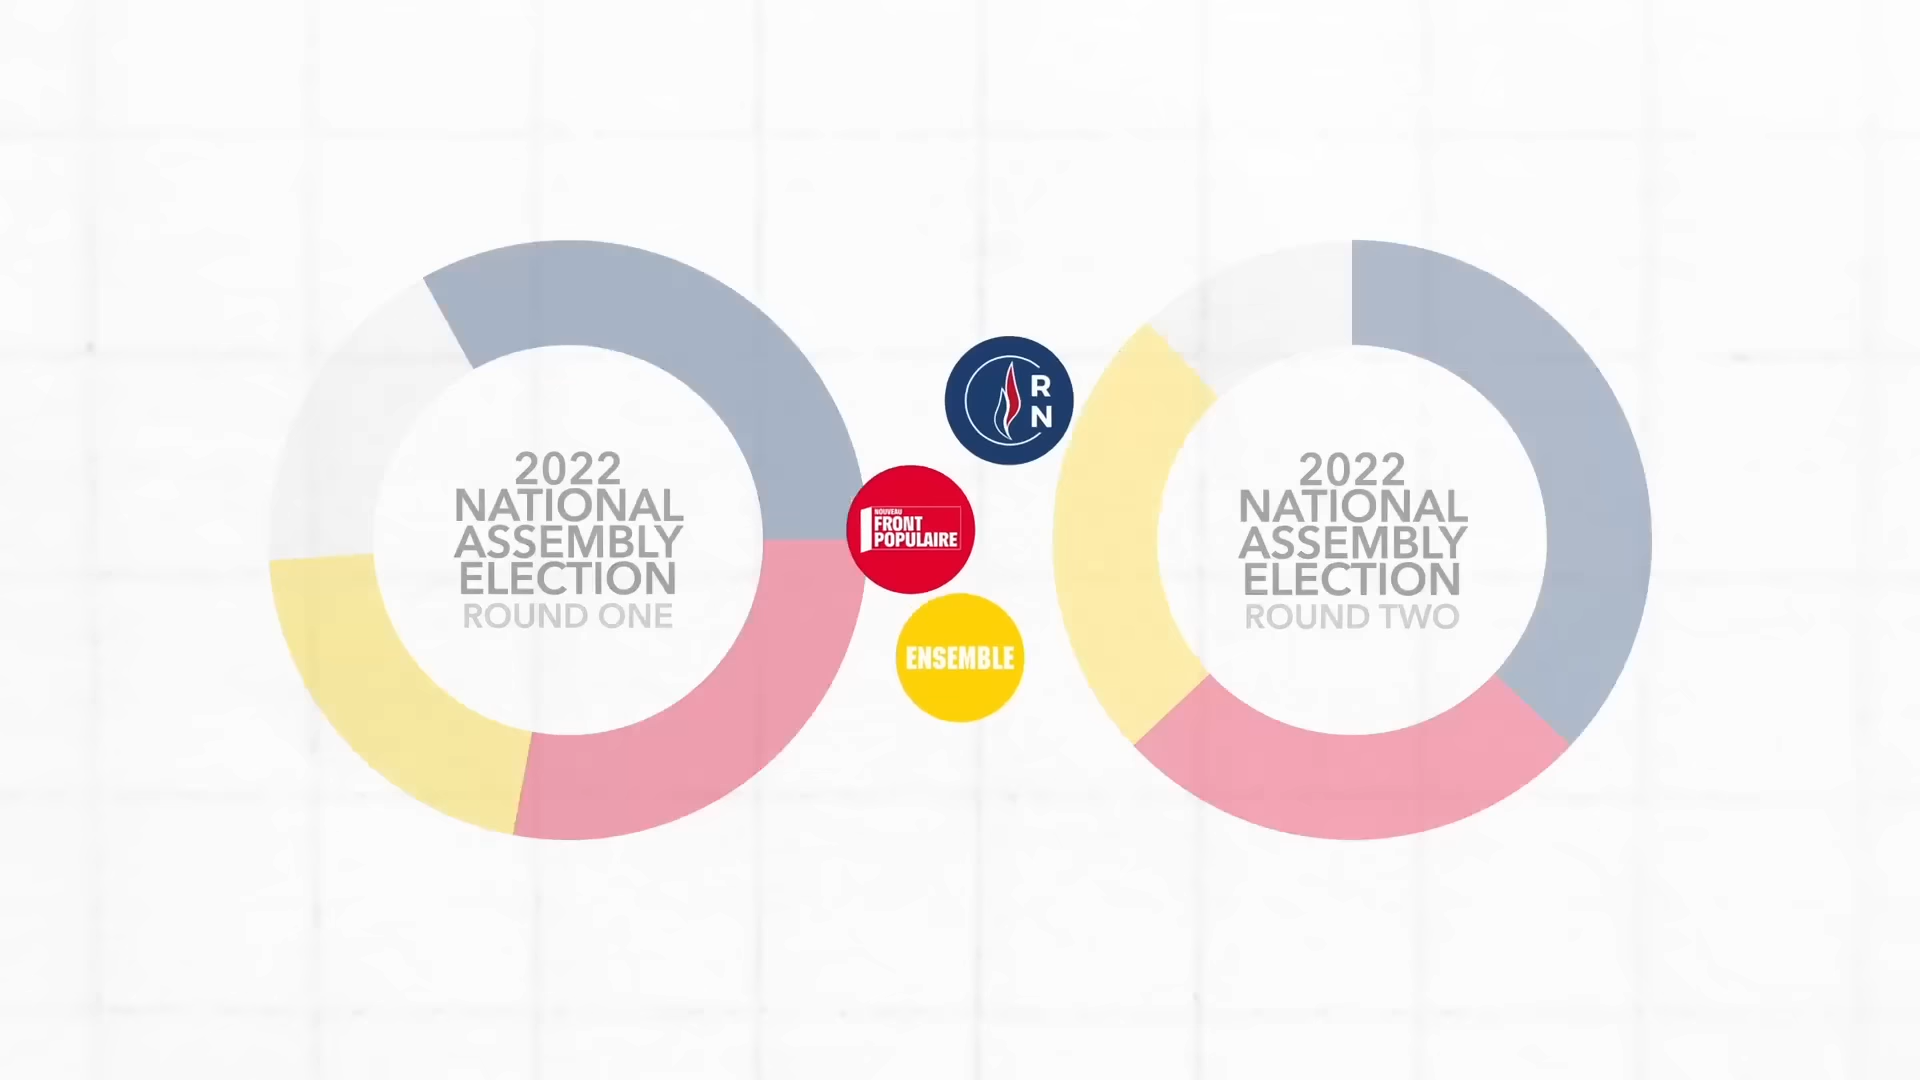 2022
NATIONAL
ASSEMBLY
ELECTION
ROUND ONE
R
N
NOUVEAU
FRONT
POPULAIRE
ENSEMBLE
2022
NATIONAL
ASSEMBLY
ELECTION
ROUND TWO